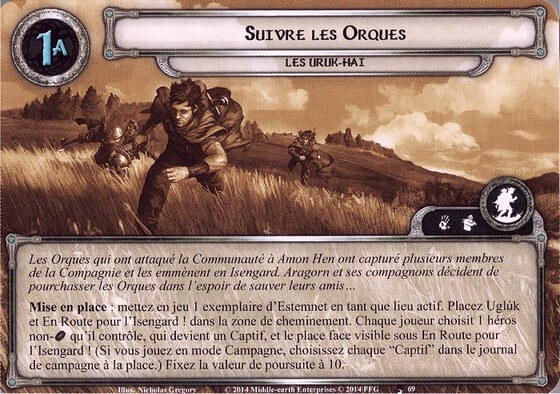 1A
SUIVRE LES ORQUES
LES URUK-HAI
Les Orques qui ont attaqué la Communauté à Amon Hen ont capturé plusieurs membres
de la Compagnie et les emmènent en Isengard. Aragorn et ses compagnons décident de
pourchasser les Orques dans l'espoir de sauver leurs amis…
Mise en place : mettez en jeu 1 exemplaire d'Estemnet en tant que lieu actif. Placez Uglúk
et En Route pour l'Isengard ! dans la zone de cheminement. Chaque joueur choisit 1 héros
non- qu'il contrôle, qui devient un Captif, et le place face visible sous En Route pour
l'Isengard ! (Si vous jouez en mode Campagne, choisissez chaque "Captif" dans le journal
de campagne à la place.) Fixez la valeur de poursuite à 10.
Illus. Nicholas Gregory © 2014 Middle-earth Enterprises © 2014 FFG 69